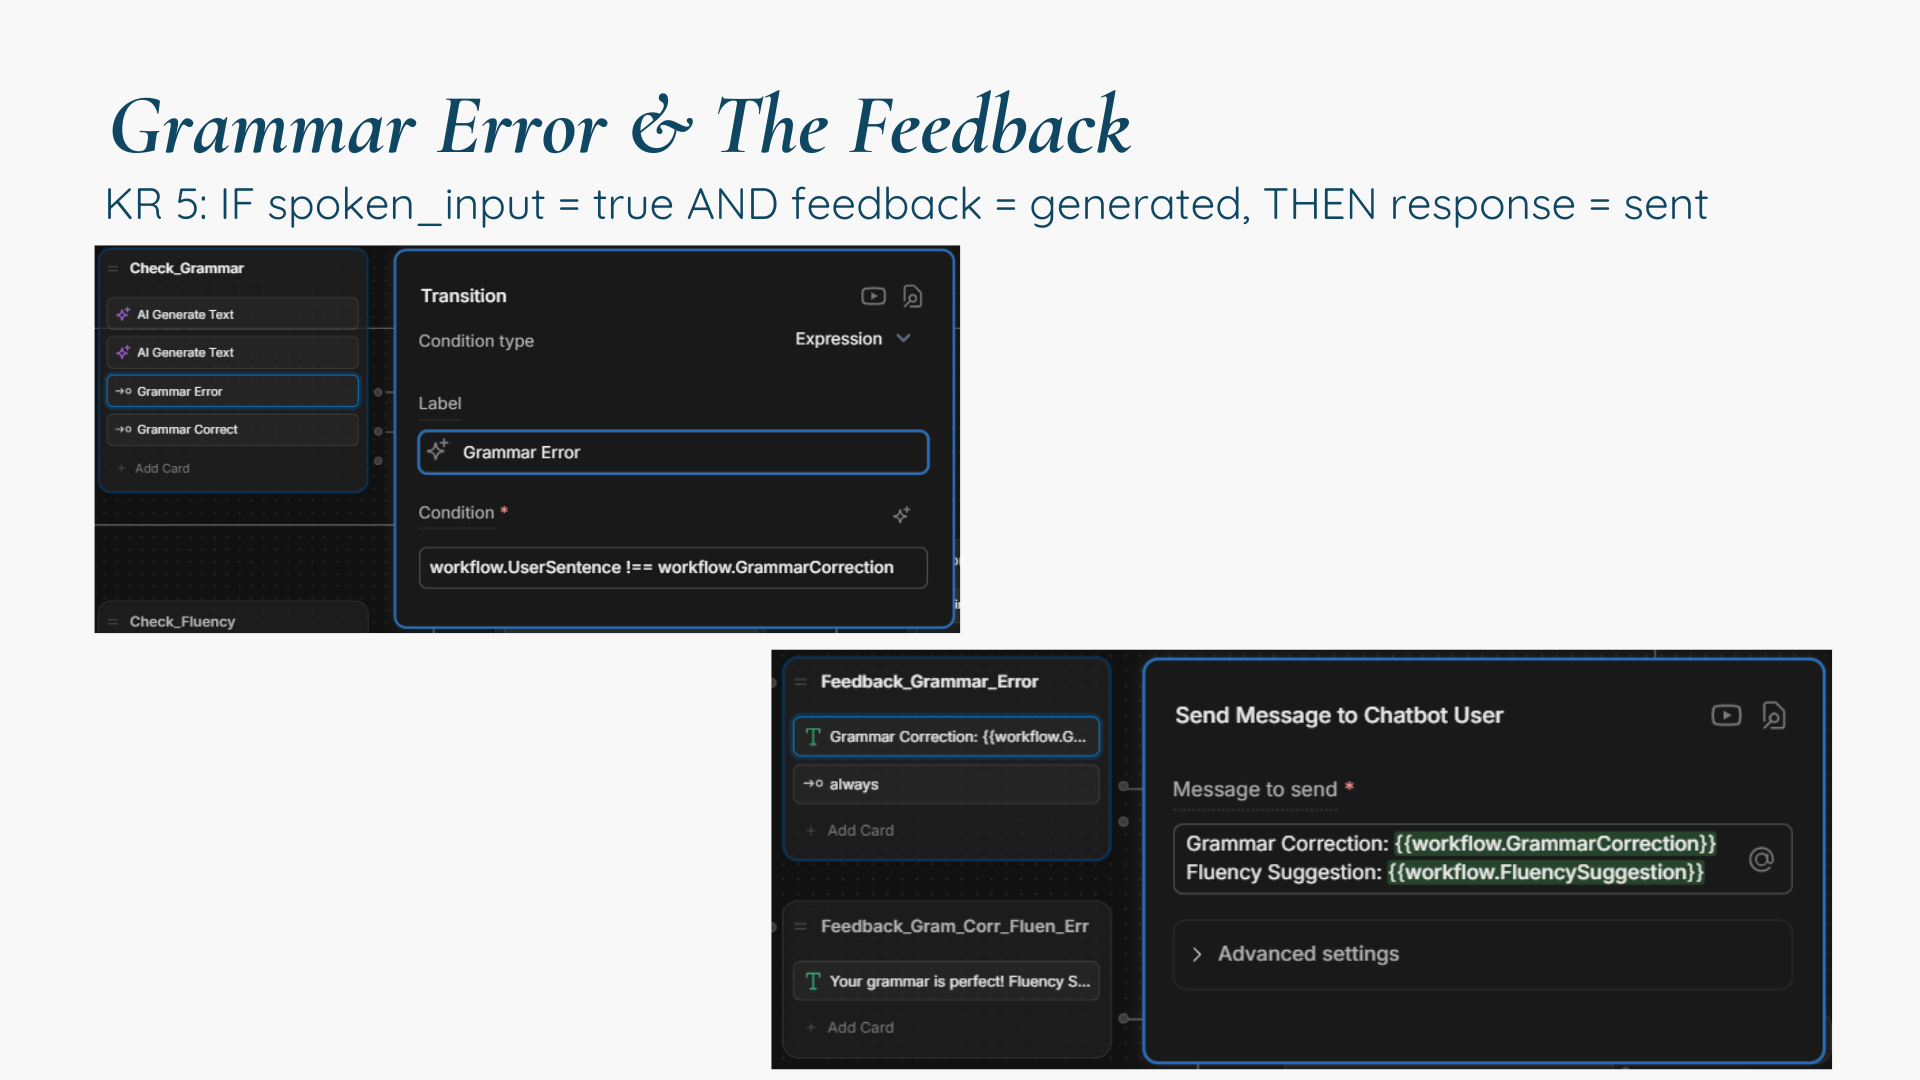 Grammar Error & The Feedback
KR 5: IF spoken_input = true AND feedback = generated, THEN response = sent
Check_Grammar
AI Generate Text
AI Generate Text
Grammar Error
Grammar Correct
+ Add Card
Check_Fluency
Transition
Condition type
Expression
Label
Grammar Error
Condition *
workflow.UserSentence !== workflow.GrammarCorrection
Feedback_Grammar_Error
Grammar Correction: {{workflow.G...
always
+ Add Card
Feedback_Gram_Corr_Fluen_Err
Your grammar is perfect! Fluency S...
+ Add Card
Send Message to Chatbot User
Message to send *
Grammar Correction: {{workflow.GrammarCorrection}}
Fluency Suggestion: {{workflow.FluencySuggestion}}
Advanced settings